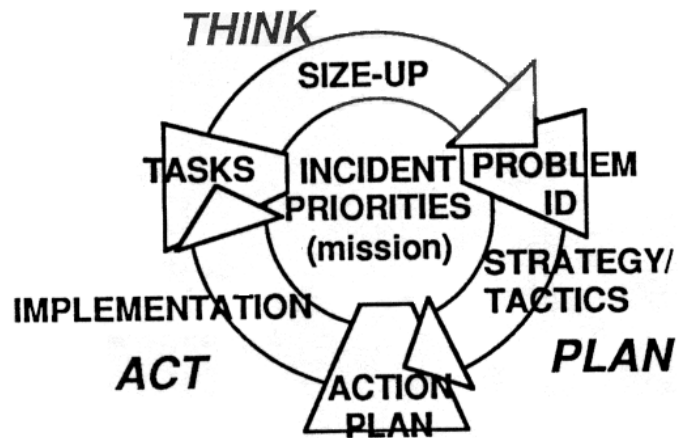 THINK
SIZE-UP
TASKS
INCIDENT
PRIORITIES
(mission)
PROBLEM
ID
STRATEGY/
TACTICS
IMPLEMENTATION
ACT
PLAN
ACTION
PLAN